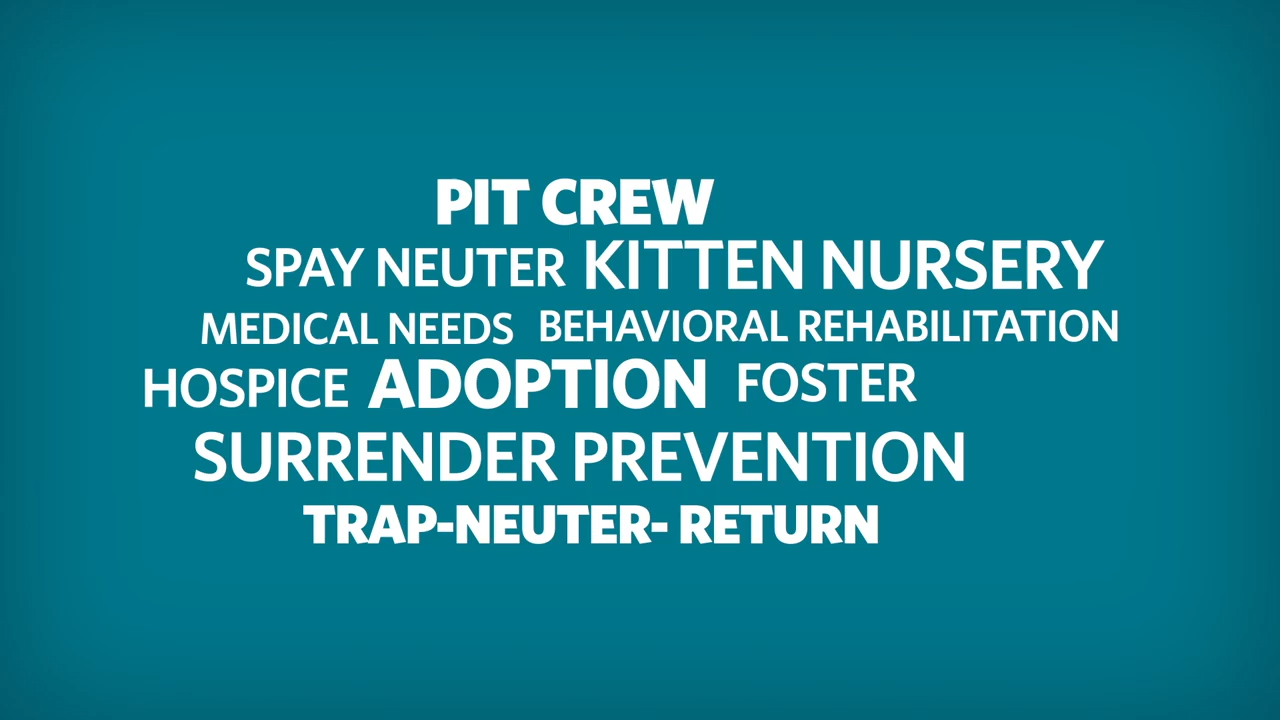 PIT CREW
SPAY NEUTER KITTEN NURSERY
MEDICAL NEEDS BEHAVIORAL REHABILITATION
HOSPICE ADOPTION FOSTER
SURRENDER PREVENTION
TRAP-NEUTER- RETURN